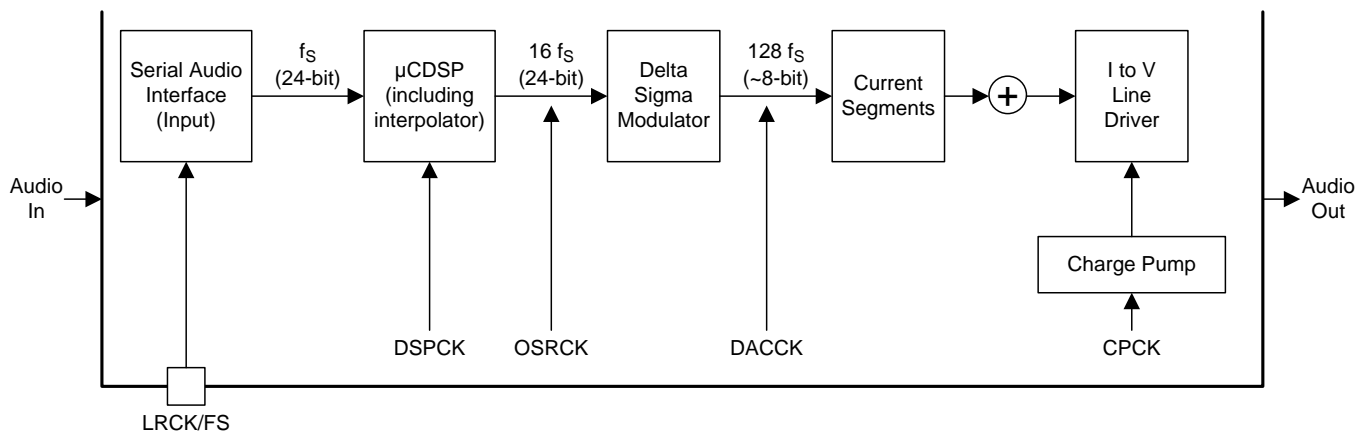 Serial Audio
Interface
(Input)
fS
(24-bit)
µCDSP
(including
interpolator)
16 fS
(24-bit)
Delta
Sigma
Modulator
128 fS
(~8-bit)
Current
Segments
+
I to V
Line
Driver
Audio
In
Audio
Out
Charge Pump
DSPCK
OSRCK
DACCK
CPCK
LRCK/FS